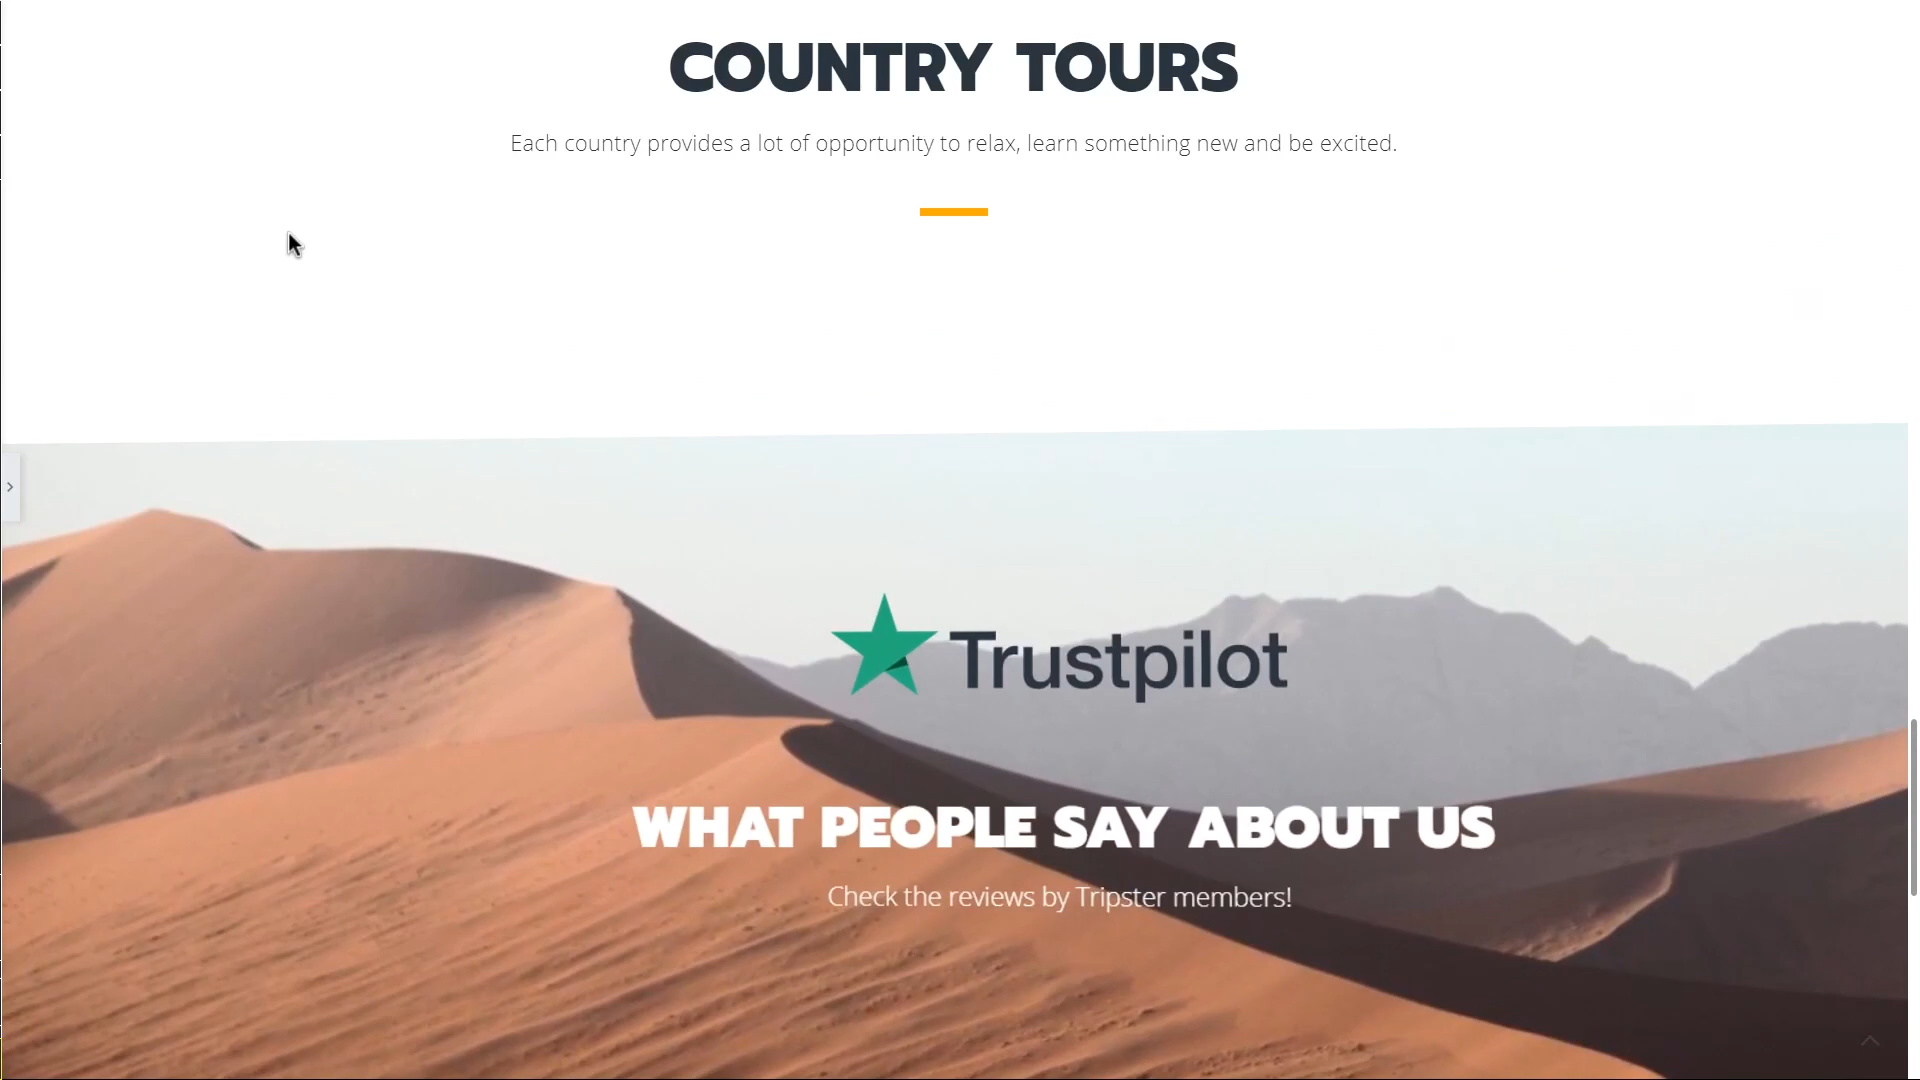 COUNTRY TOURS
Each country provides a lot of opportunity to relax, learn something new and be excited.
Trustpilot
WHAT PEOPLE SAY ABOUT US
Check the reviews by Tripster members!